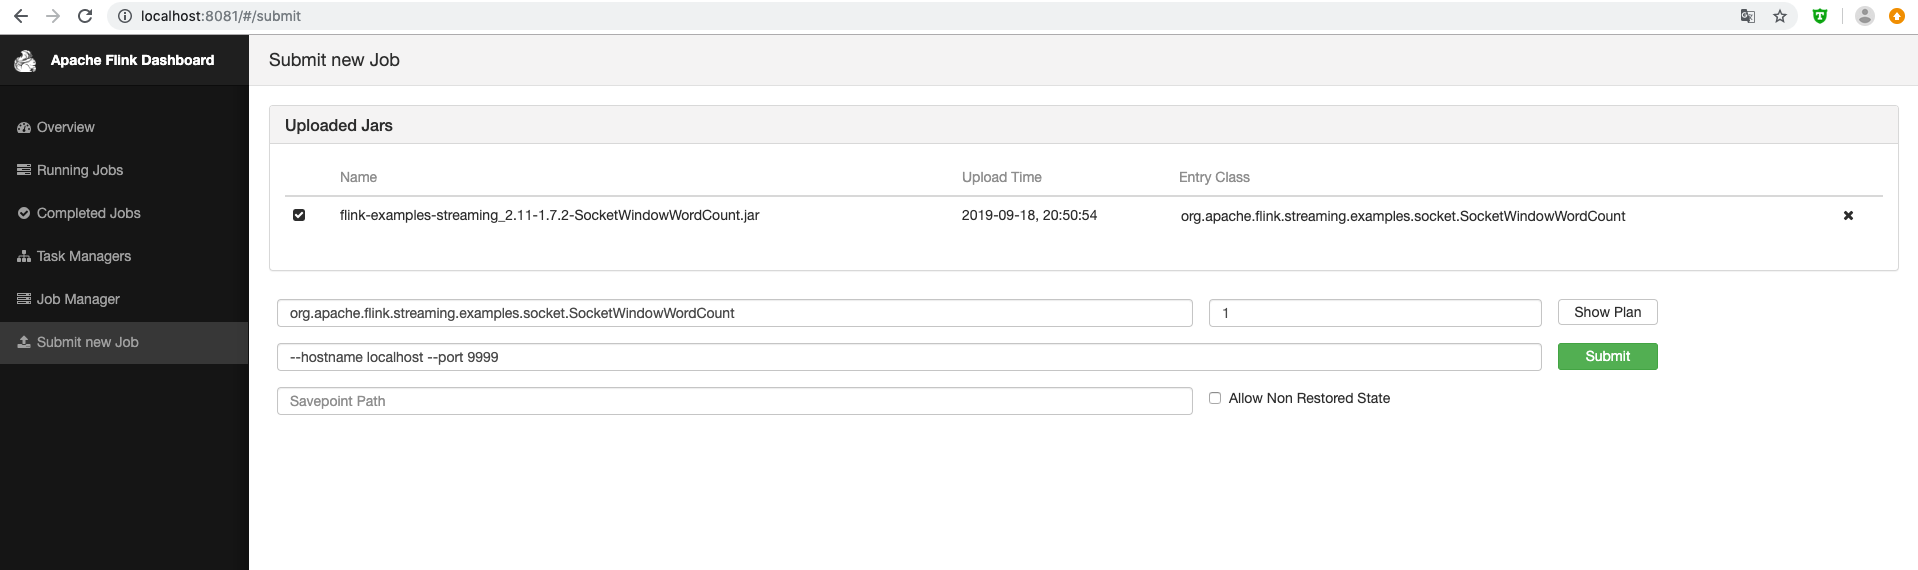 localhost:8081/#/submit
Apache Flink Dashboard
Submit new Job
Overview
Running Jobs
Completed Jobs
Task Managers
Job Manager
Submit new Job
Uploaded Jars
Name Upload Time Entry Class
flink-examples-streaming_2.11-1.7.2-SocketWindowWordCount.jar 2019-09-18, 20:50:54 org.apache.flink.streaming.examples.socket.SocketWindowWordCount
org.apache.flink.streaming.examples.socket.SocketWindowWordCount 1 Show Plan
--hostname localhost --port 9999 Submit
Savepoint Path Allow Non Restored State